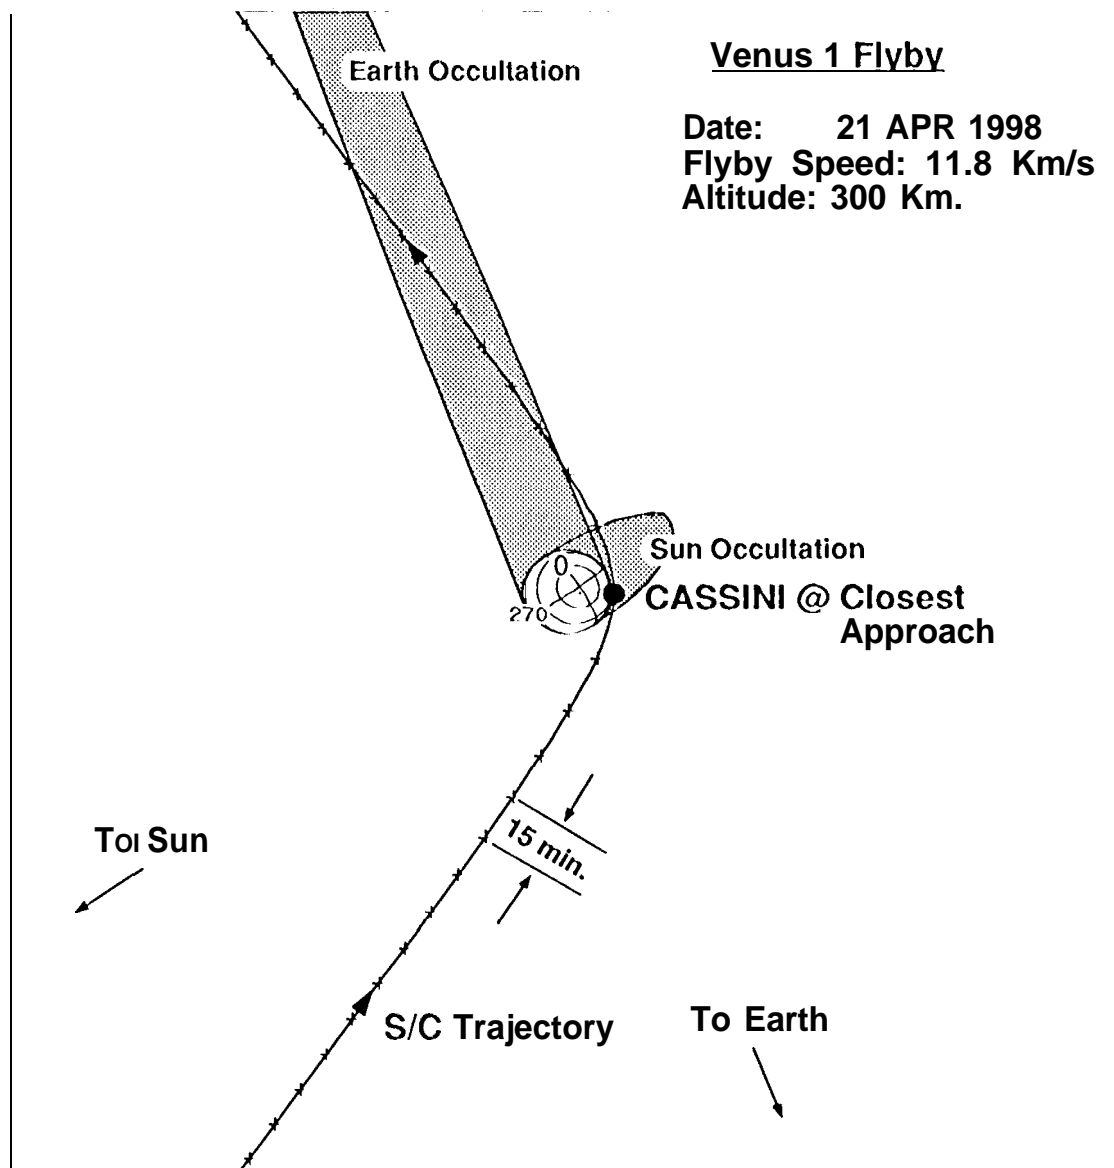 Venus 1 Flyby
Date: 21 APR 1998
Flyby Speed: 11.8 Km/s
Altitude: 300 Km.
Earth Occultation
Sun Occultation
0
270
CASSINI @ Closest
Approach
15 min.
ToI Sun
S/C Trajectory
To Earth